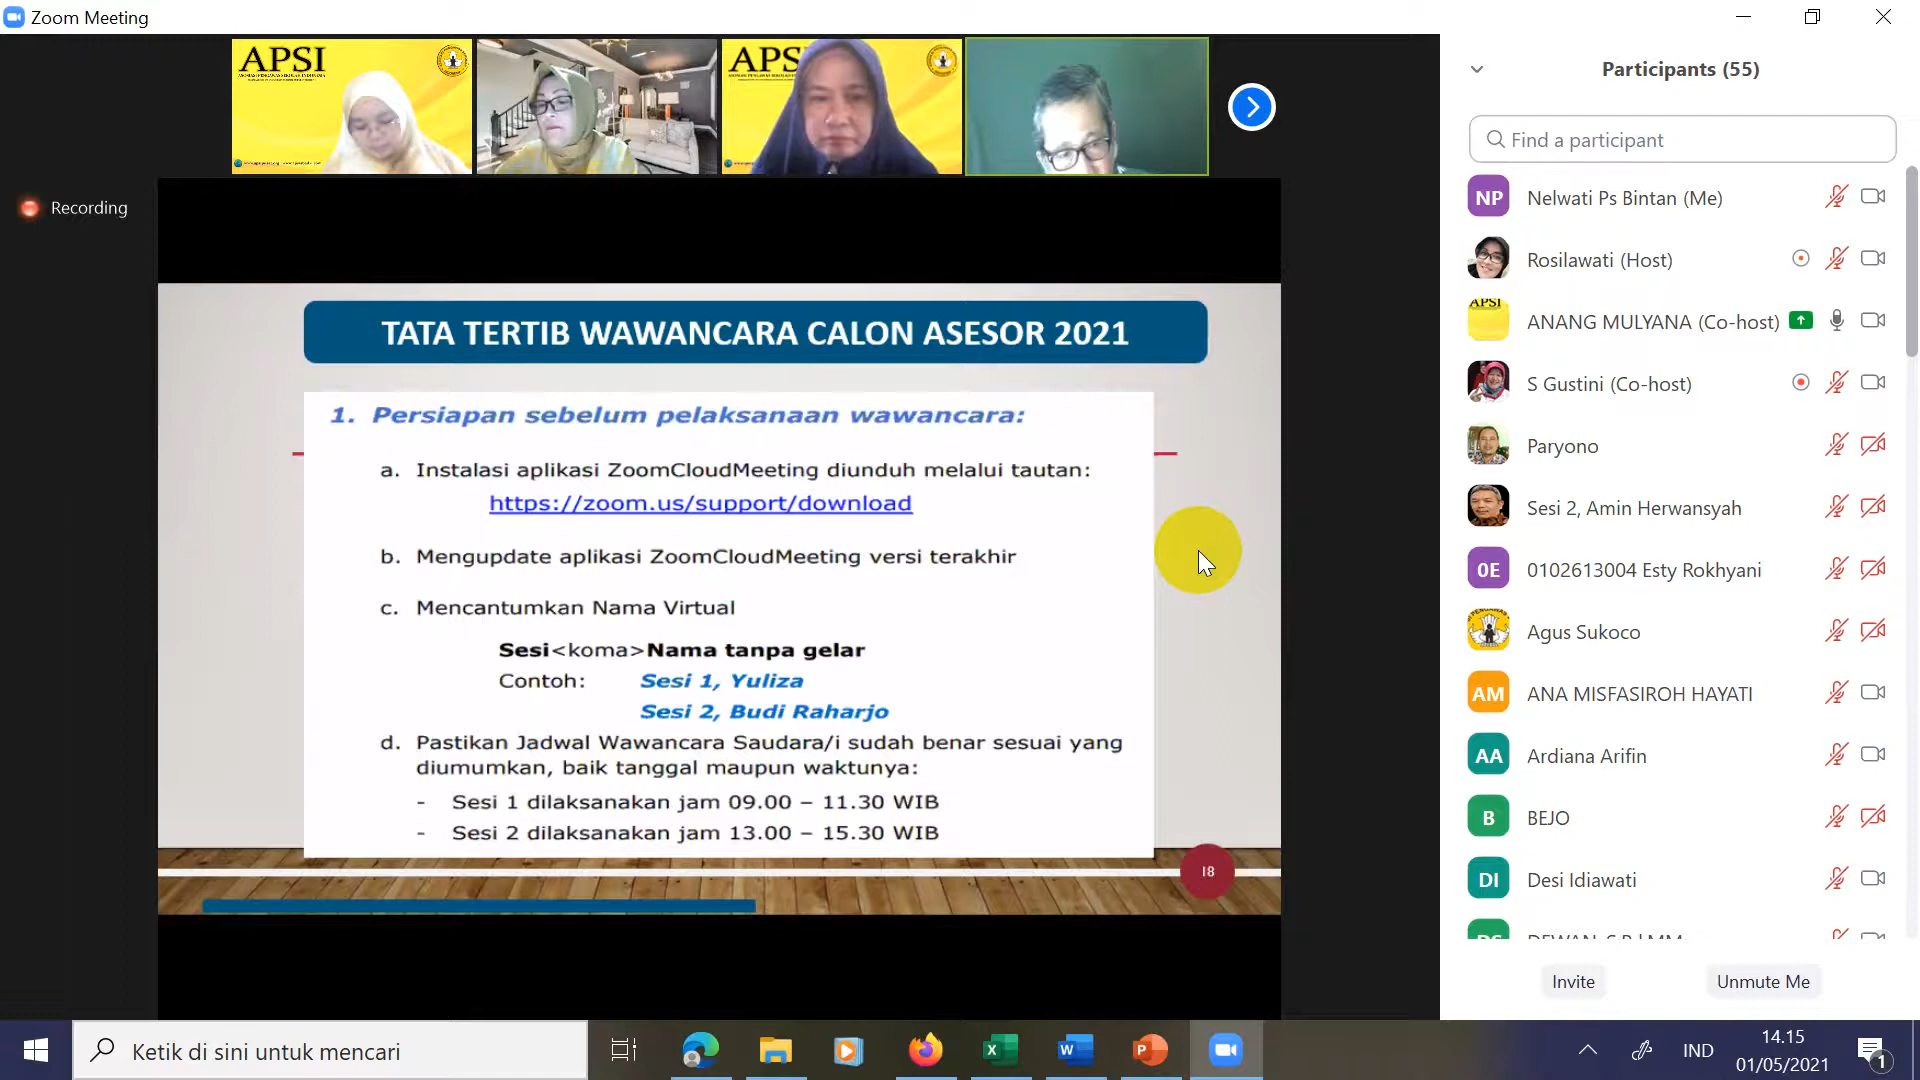 Zoom Meeting
APSI
ASOSIASI PENGAWAS SEKOLAH INDONESIA
APSI
Recording
TATA TERTIB WAWANCARA CALON ASESOR 2021
1. Persiapan sebelum pelaksanaan wawancara:
a. Instalasi aplikasi ZoomCloudMeeting diunduh melalui tautan:
https://zoom.us/support/download
b. Mengupdate aplikasi ZoomCloudMeeting versi terakhir
c. Mencantumkan Nama Virtual
Sesi<koma>Nama tanpa gelar
Contoh: Sesi 1, Yuliza
Sesi 2, Budi Raharjo
d. Pastikan Jadwal Wawancara Saudara/i sudah benar sesuai yang
diumumkan, baik tanggal maupun waktunya:
- Sesi 1 dilaksanakan jam 09.00 – 11.30 WIB
- Sesi 2 dilaksanakan jam 13.00 – 15.30 WIB
18
Participants (55)
Find a participant
NP Nelwati Ps Bintan (Me)
Rosilawati (Host)
APSI ANANG MULYANA (Co-host)
S Gustini (Co-host)
Paryono
Sesi 2, Amin Herwansyah
0E 0102613004 Esty Rokhyani
Agus Sukoco
AM ANA MISFASIROH HAYATI
AA Ardiana Arifin
B BEJO
DI Desi Idiawati
Invite
Unmute Me
Ketik di sini untuk mencari
IND
14.15
01/05/2021
1